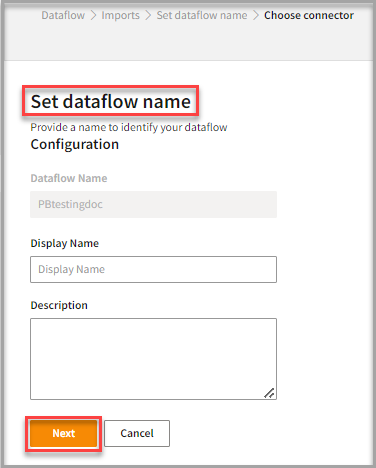 Dataflow > Imports > Set dataflow name > Choose connector
Set dataflow name
Provide a name to identify your dataflow
Configuration
Dataflow Name
PBtestingdoc
Display Name
Display Name
Description
Next Cancel